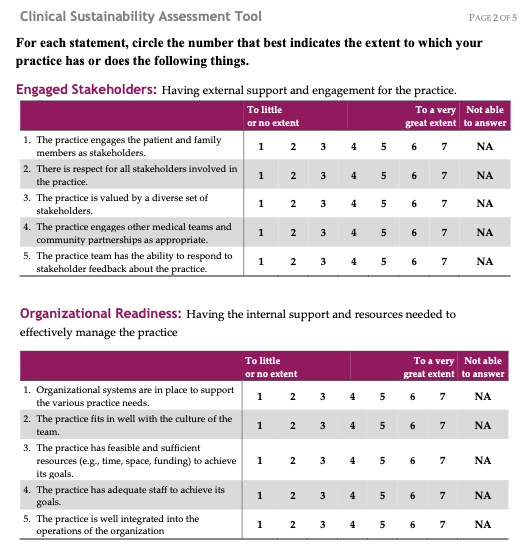 Clinical Sustainability Assessment Tool
PAGE 2 OF 5
For each statement, circle the number that best indicates the extent to which your
practice has or does the following things.
Engaged Stakeholders: Having external support and engagement for the practice.
To little To a very Not able
or no extent great extent to answer
1. The practice engages the patient and family
members as stakeholders.
1 2 3 4 5 6 7 NA
2. There is respect for all stakeholders involved in
the practice.
1 2 3 4 5 6 7 NA
3. The practice is valued by a diverse set of
stakeholders.
1 2 3 4 5 6 7 NA
4. The practice engages other medical teams and
community partnerships as appropriate.
1 2 3 4 5 6 7 NA
5. The practice team has the ability to respond to
stakeholder feedback about the practice.
1 2 3 4 5 6 7 NA
Organizational Readiness: Having the internal support and resources needed to
effectively manage the practice
To little To a very Not able
or no extent great extent to answer
1. Organizational systems are in place to support
the various practice needs.
1 2 3 4 5 6 7 NA
2. The practice fits in well with the culture of the
team.
1 2 3 4 5 6 7 NA
3. The practice has feasible and sufficient
resources (e.g., time, space, funding) to achieve
its goals.
1 2 3 4 5 6 7 NA
4. The practice has adequate staff to achieve its
goals.
1 2 3 4 5 6 7 NA
5. The practice is well integrated into the
operations of the organization
1 2 3 4 5 6 7 NA